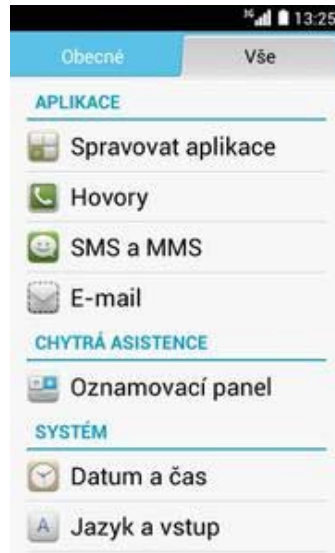 3G 13:25
Obecné Vše
APLIKACE
Spravovat aplikace
Hovory
SMS a MMS
E-mail
CHYTRÁ ASISTENCE
Oznamovací panel
SYSTÉM
Datum a čas
A Jazyk a vstup